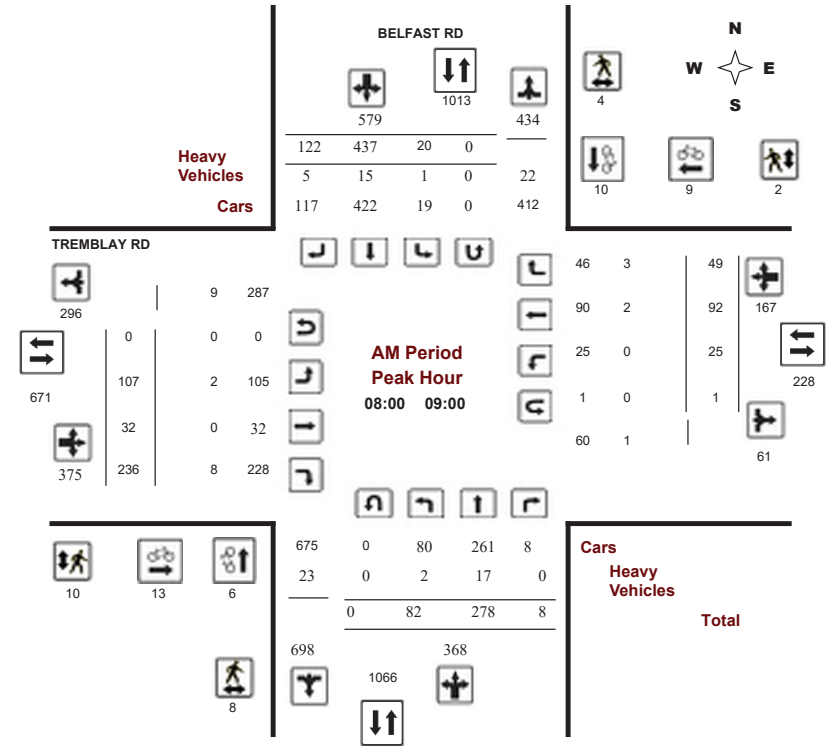 BELFAST RD
N
W E
S
1013
4
579
434
122 437 20 0
Heavy
Vehicles
5 15 1 0 22
Cars
117 422 19 0 412
10
9
2
TREMBLAY RD
296
9 287
46 3 49
167
0 0 0
90 2 92
671
228
107 2 105
25 0 25
32 0 32
1 0 1
375
236 8 228
60 1
61
AM Period
Peak Hour
08:00 09:00
675 0 80 261 8
Cars
23 0 2 17 0
Heavy
Vehicles
0 82 278 8
Total
10
13
6
698
368
1066
8